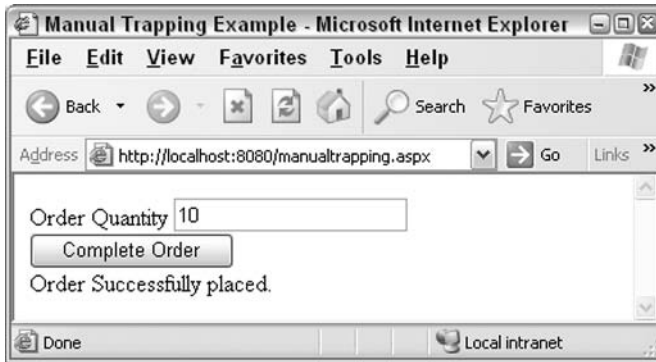 Manual Trapping Example - Microsoft Internet Explorer
File Edit View Favorites Tools Help
Back Search Favorites »
Address http://localhost:8080/manualtrapping.aspx Go Links »
Order Quantity 10
Complete Order
Order Successfully placed.
Done Local intranet